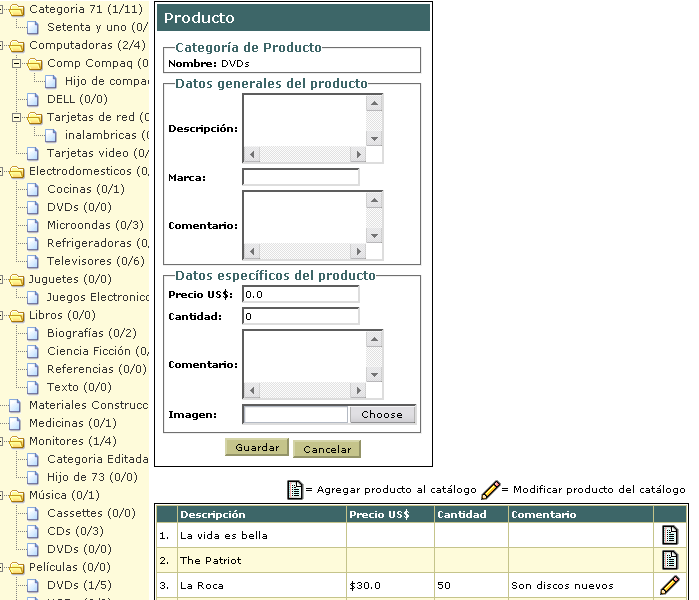 Categoria 71 (1/11)
Setenta y uno (0/
Computadoras (2/4)
Comp Compaq (0
Hijo de compac
DELL (0/0)
Tarjetas de red (0
inalambricas (0
Tarjetas video (0/
Electrodomesticos (0,
Cocinas (0/1)
DVDs (0/0)
Microondas (0/3)
Refrigeradoras (0,
Televisores (0/6)
Juguetes (0/0)
Juegos Electronico
Libros (0/0)
Biografías (0/2)
Ciencia Ficción (0,
Referencias (0/0)
Texto (0/0)
Materiales Construcc
Medicinas (0/1)
Monitores (1/4)
Categoria Editada
Hijo de 73 (0/0)
Música (0/1)
Cassettes (0/0)
CDs (0/3)
DVDs (0/0)
Películas (0/0)
DVDs (1/5)
Producto
Categoría de Producto
Nombre: DVDs
Datos generales del producto
Descripción:
Marca:
Comentario:
Datos específicos del producto
Precio US$: 0.0
Cantidad: 0
Comentario:
Imagen: Choose
Guardar Cancelar
= Agregar producto al catálogo = Modificar producto del catálogo
Descripción Precio US$ Cantidad Comentario
1. La vida es bella
2. The Patriot
3. La Roca $30.0 50 Son discos nuevos